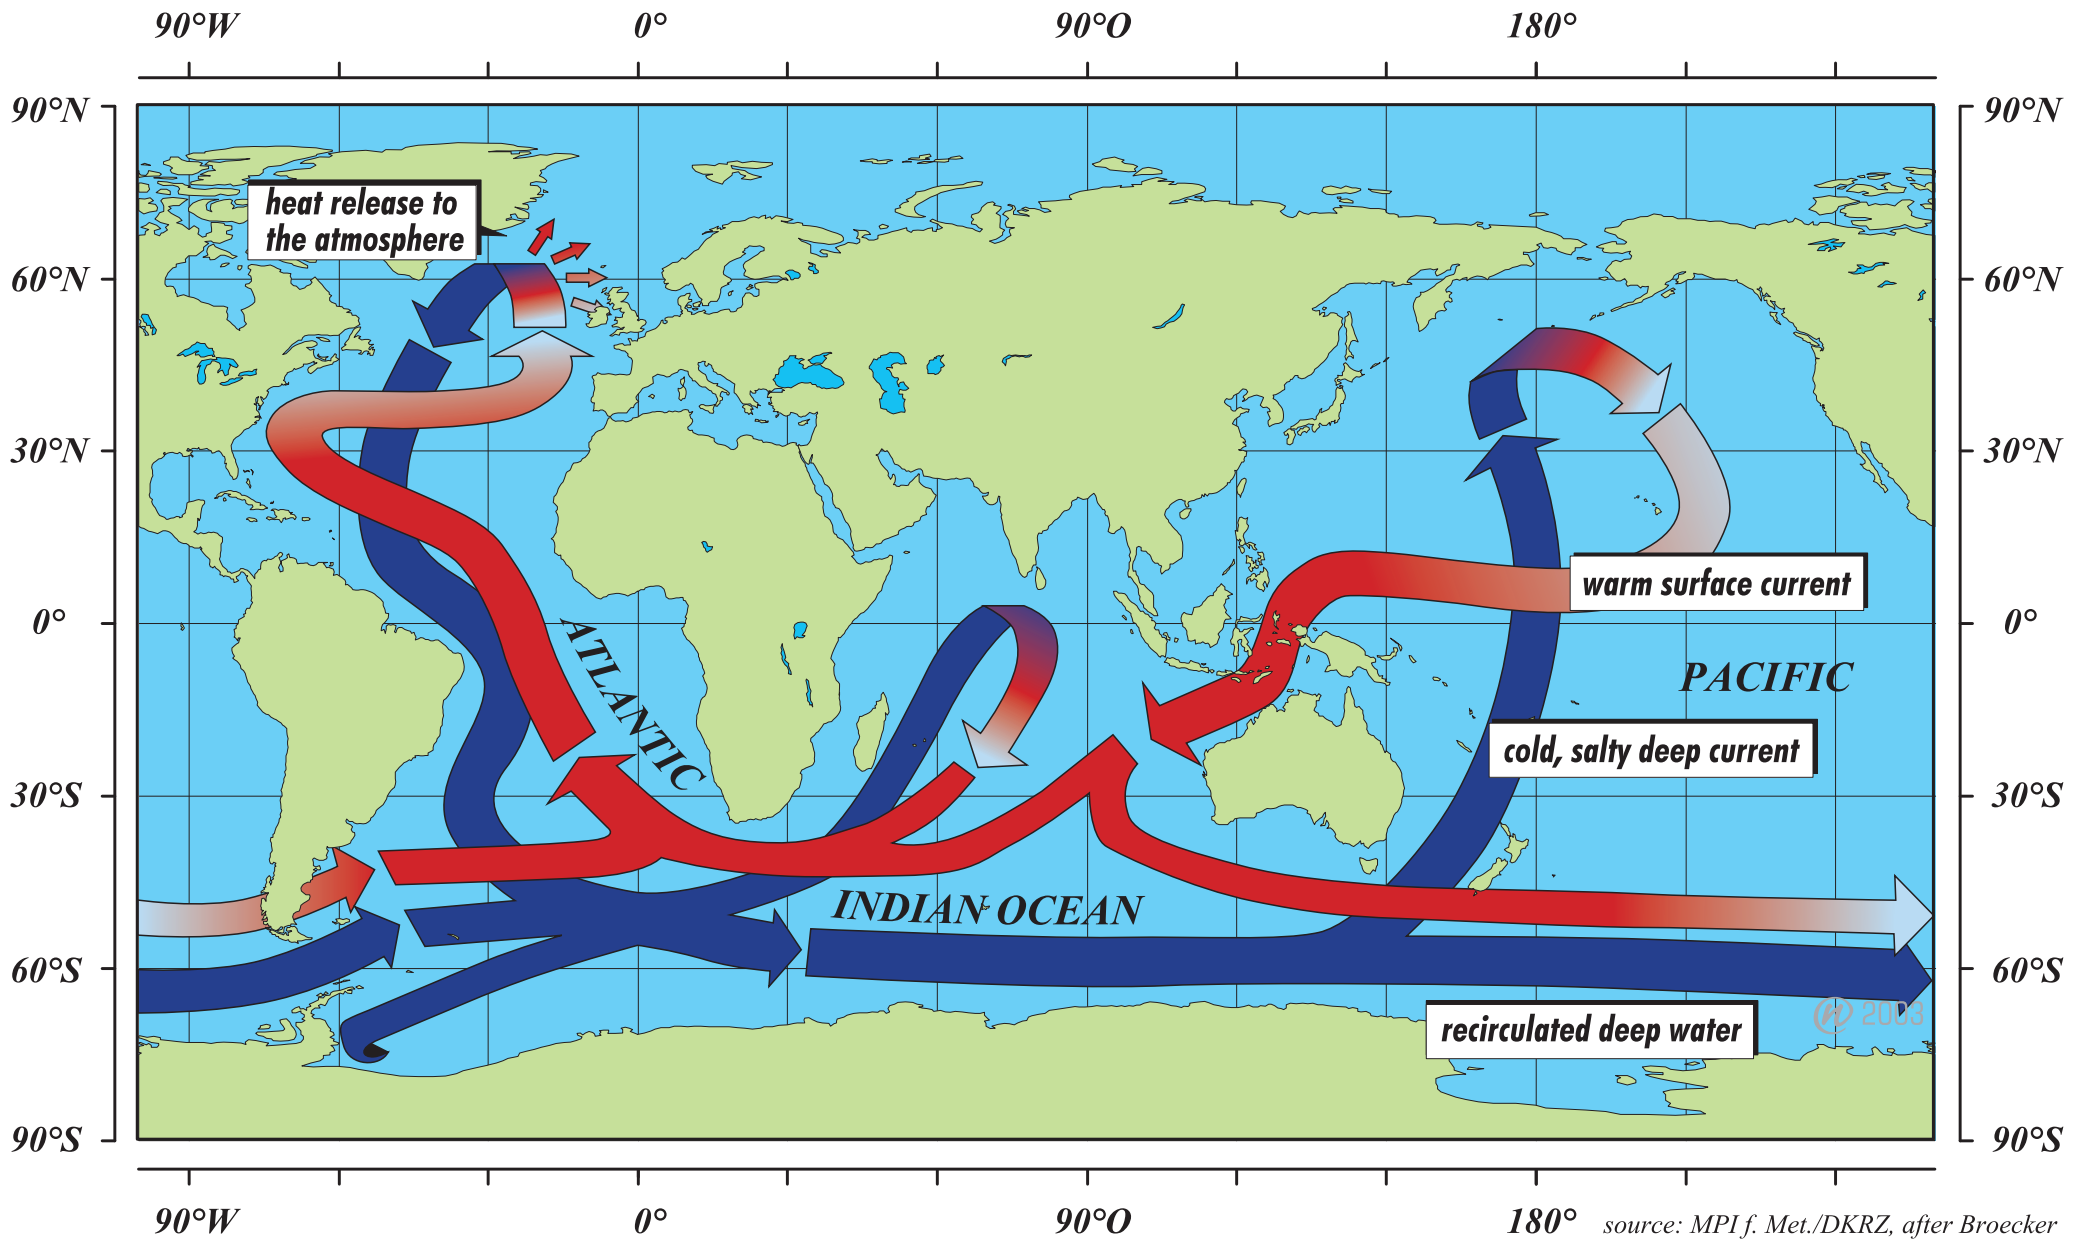 90°W 0° 90°O 180°
90°N 90°N
heat release to
the atmosphere
60°N 60°N
30°N 30°N
warm surface current
0° 0°
ATLANTIC
PACIFIC
cold, salty deep current
30°S 30°S
INDIAN OCEAN
60°S 60°S
@ 2003
recirculated deep water
90°S 90°S
90°W 0° 90°O 180°
source: MPI f. Met./DKRZ, after Broecker